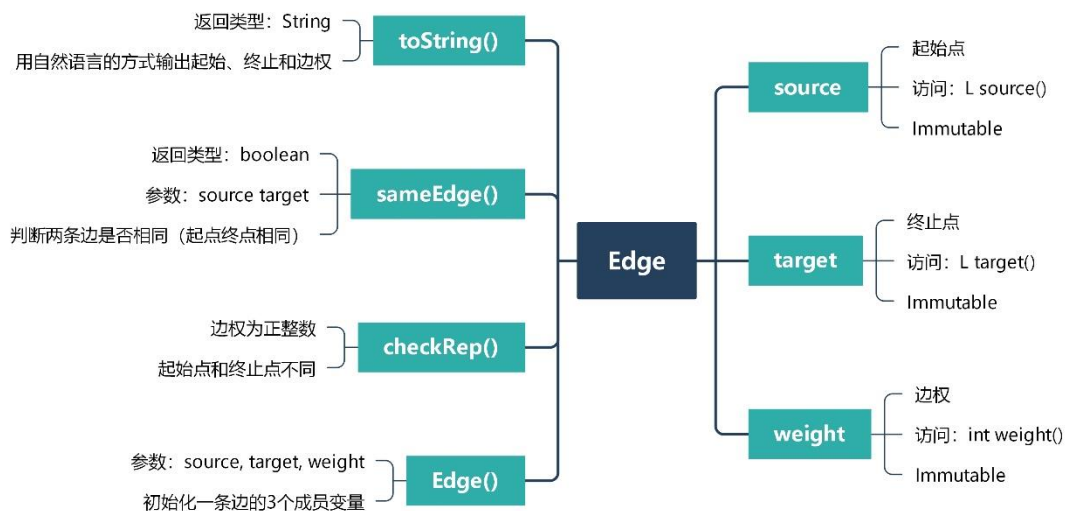 toString()
返回类型：String
用自然语言的方式输出起始、终止和边权
sameEdge()
返回类型：boolean
参数：source target
判断两条边是否相同（起点终点相同）
checkRep()
边权为正整数
起始点和终止点不同
Edge()
参数：source, target, weight
初始化一条边的3个成员变量
Edge
source
起始点
访问：L source()
Immutable
target
终止点
访问：L target()
Immutable
weight
边权
访问：int weight()
Immutable